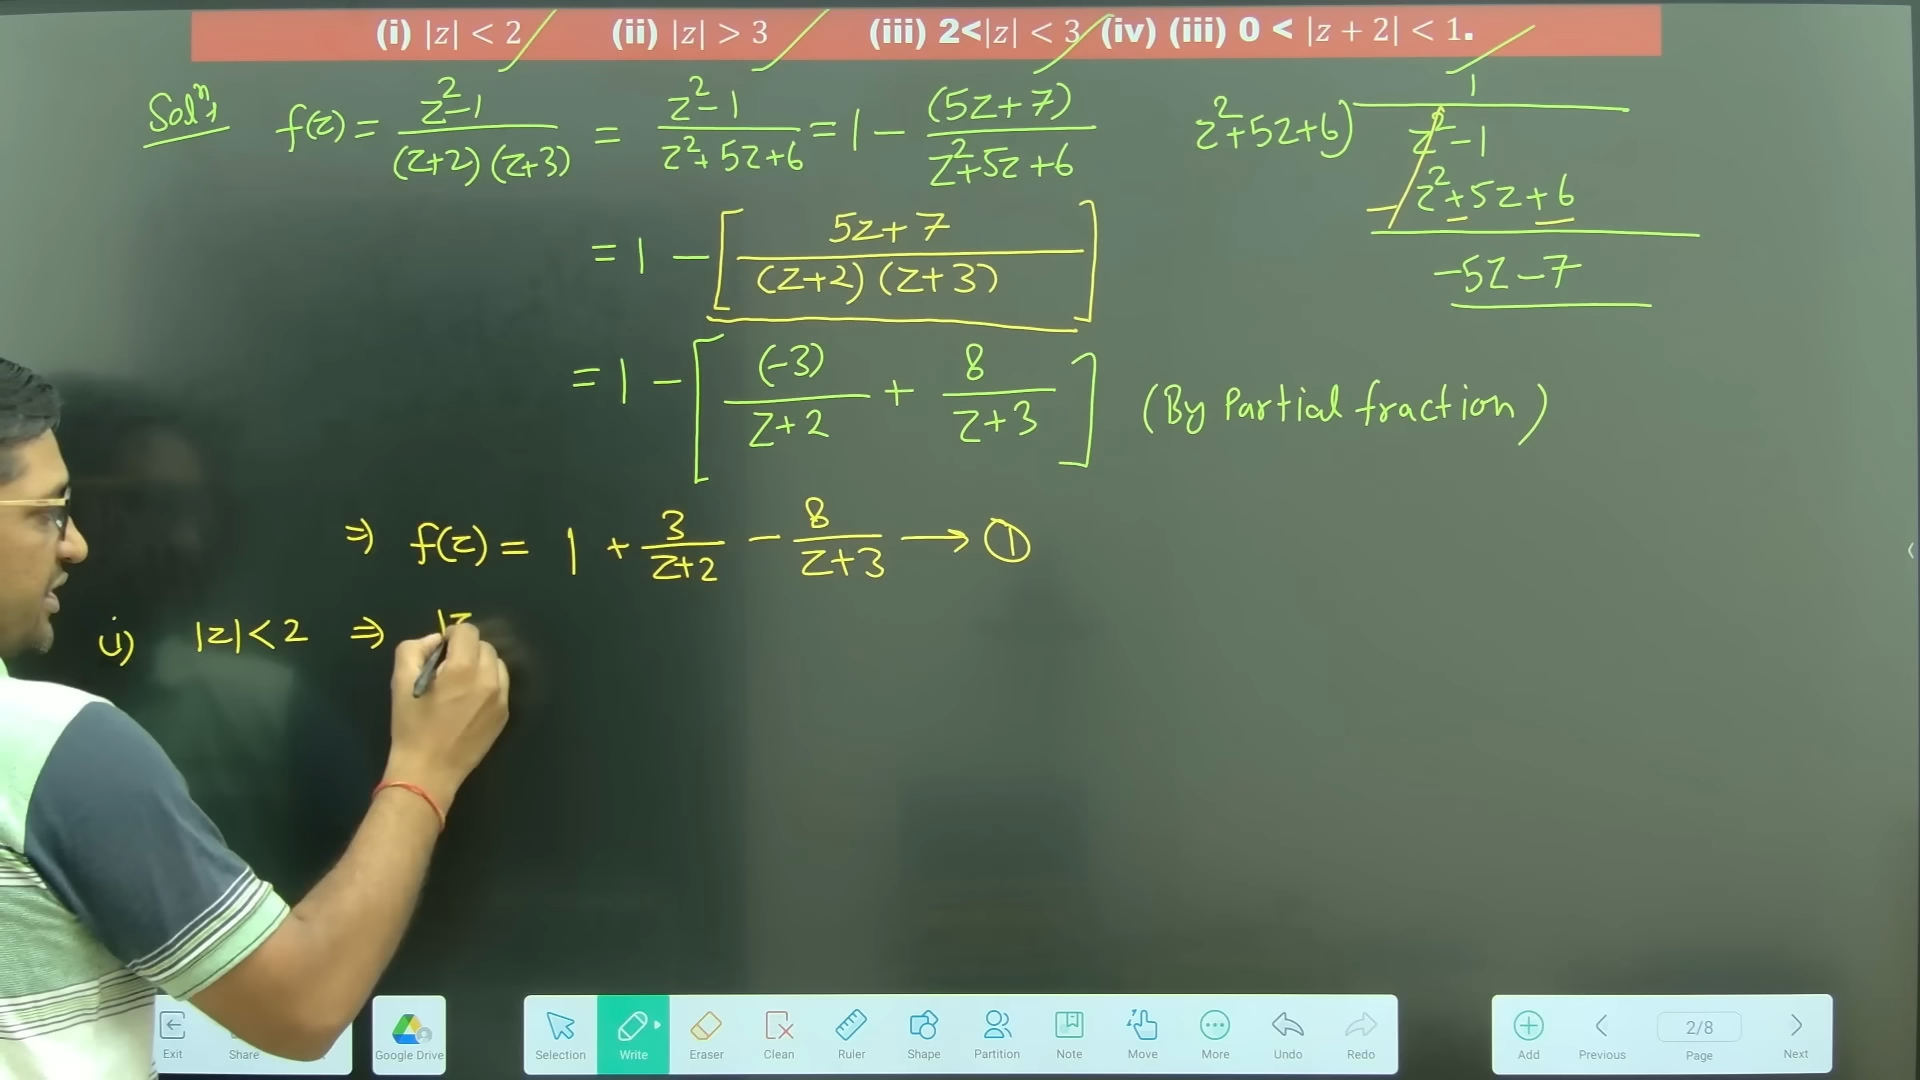 (i) |z| < 2 (ii) |z| > 3 (iii) 2<|z| < 3 (iv) (iii) 0 < |z + 2| < 1.
Solⁿ, f(z) = (z²-1)/((z+2)(z+3)) = (z²-1)/(z²+5z+6) = 1 - (5z+7)/(z²+5z+6)
= 1 - [(5z+7)/((z+2)(z+3))]
= 1 - [(-3)/(z+2) + 8/(z+3)] (By Partial fraction)
⇒ f(z) = 1 + 3/(z+2) - 8/(z+3) → ①
i) |z| < 2 ⇒ |z
1
z²+5z+6) z²-1
- z²+5z+6
-5z-7
Exit
Share
Google Drive
Selection
Write
Eraser
Clean
Ruler
Shape
Partition
Note
Move
More
Undo
Redo
Add
Previous
2/8
Page
Next